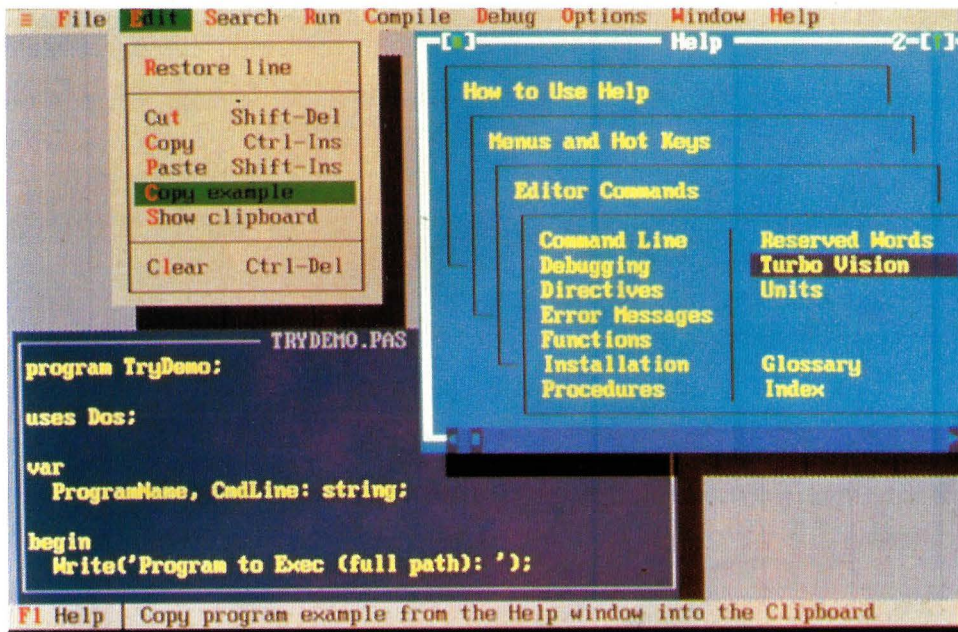 ≡ File Edit Search Run Compile Debug Options Window Help
Restore line
Cut Shift-Del
Copy Ctrl-Ins
Paste Shift-Ins
Copy example
Show clipboard
Clear Ctrl-Del
Help 2
How to Use Help
Menus and Hot Keys
Editor Commands
Command Line Reserved Words
Debugging Turbo Vision
Directives Units
Error Messages
Functions
Installation Glossary
Procedures Index
TRYDEMO.PAS
program TryDemo;
uses Dos;
var
ProgramName, CmdLine: string;
begin
Write('Program to Exec (full path): ');
F1 Help Copy program example from the Help window into the Clipboard